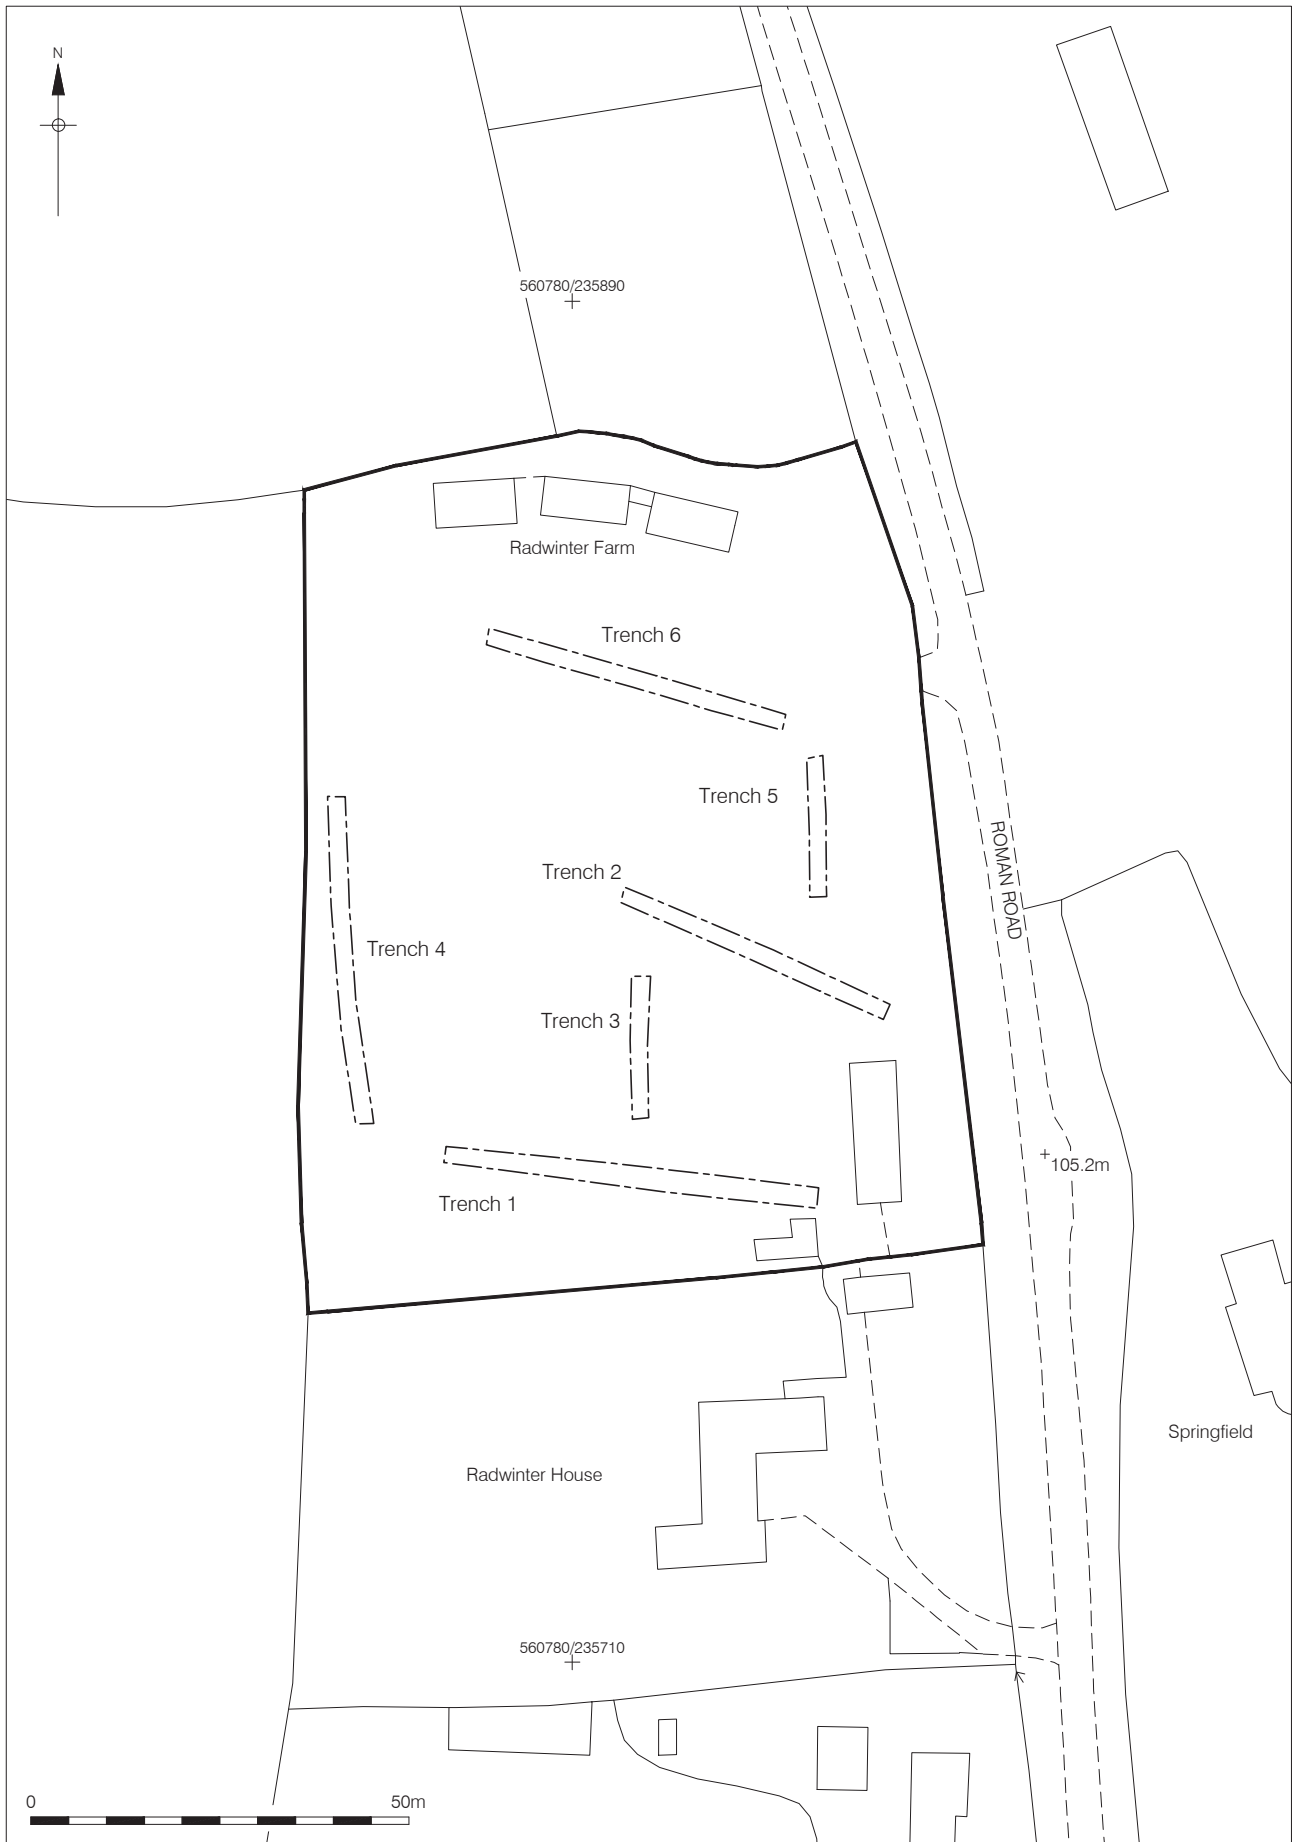 N
560780/235890
Radwinter Farm
Trench 6
Trench 5
Trench 2
ROMAN ROAD
Trench 4
Trench 3
105.2m
Trench 1
Springfield
Radwinter House
560780/235710
0 50m